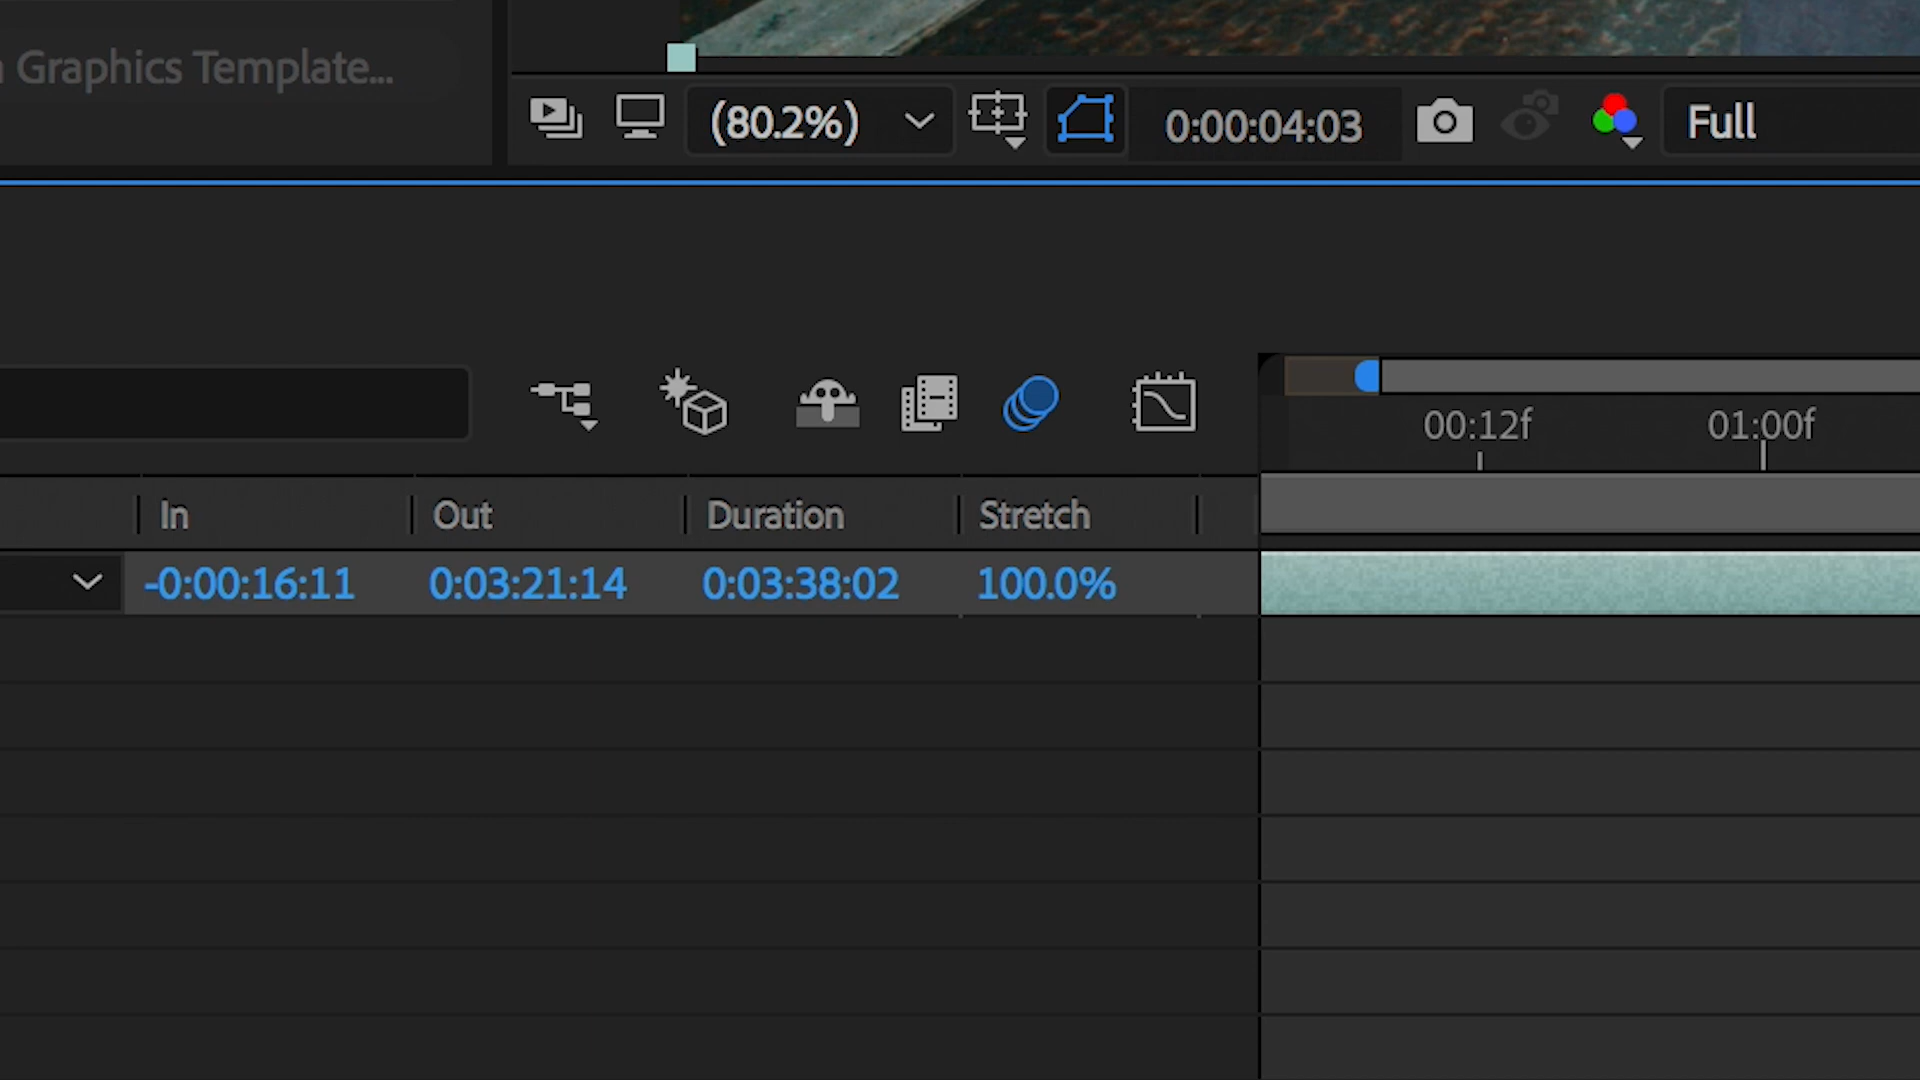 Graphics Template...
(80.2%) 0:00:04:03 Full
00:12f 01:00f
In Out Duration Stretch
-0:00:16:11 0:03:21:14 0:03:38:02 100.0%